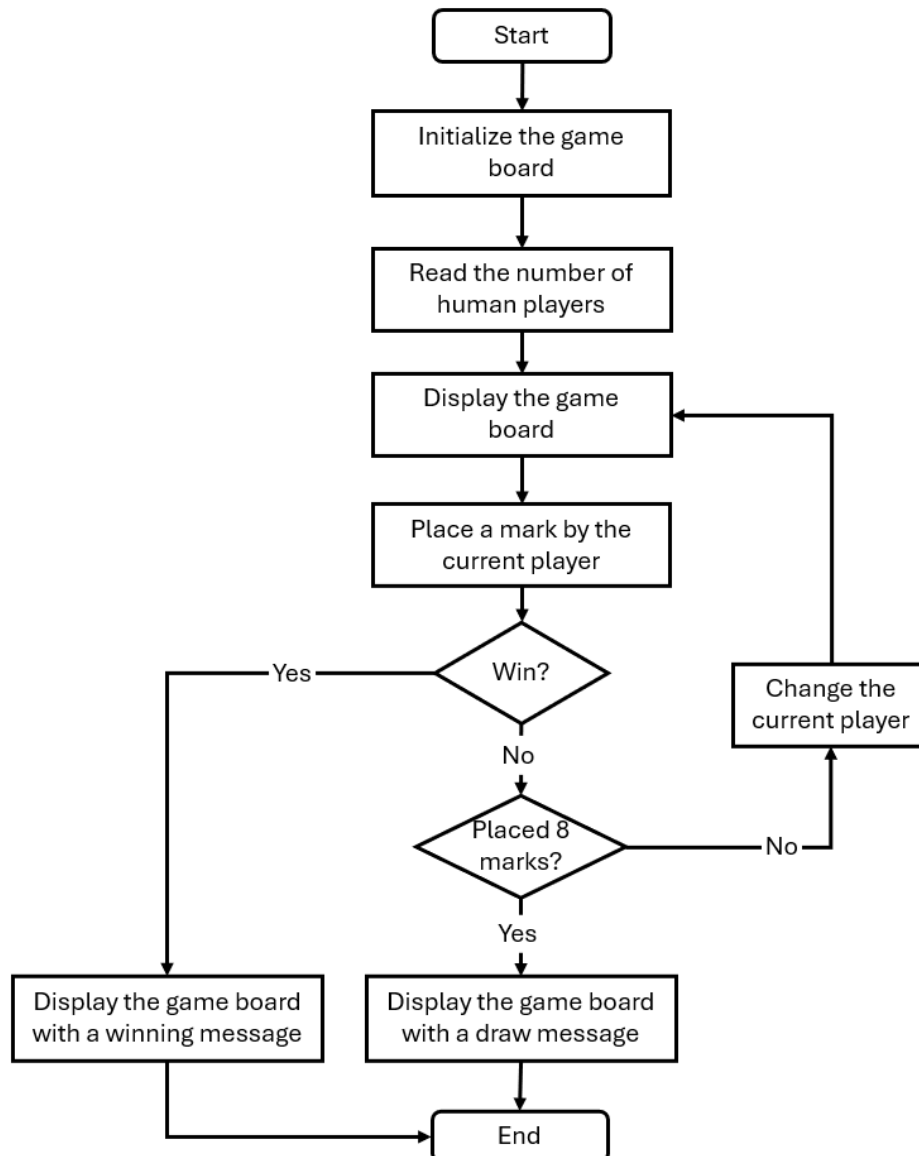 Start
Initialize the game
board
Read the number of
human players
Display the game
board
Place a mark by the
current player
Win?
Yes
No
Change the
current player
Placed 8
marks?
No
Yes
Display the game board
with a winning message
Display the game board
with a draw message
End